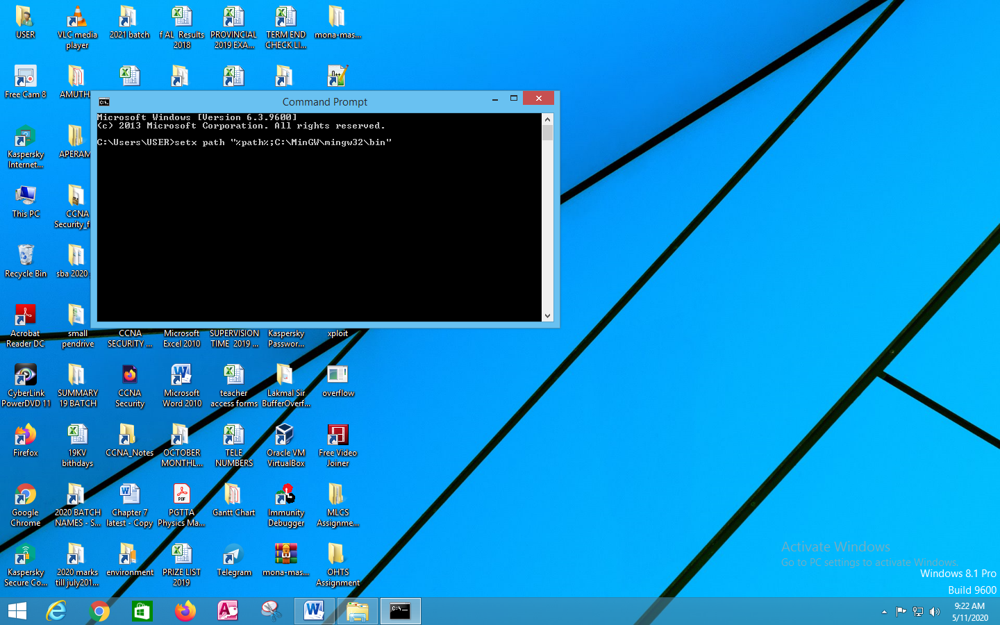 USER
VLC media
player
2021 batch
f AL Results
2018
PROVINCIAL
2019 EXA...
TERM END
CHECK LI...
mona-mas...
Free Cam 8
AMUTH
Command Prompt
Microsoft Windows [Version 6.3.9600]
(c) 2013 Microsoft Corporation. All rights reserved.
C:\Users\USER>setx path "%path%;C:\MinGW\mingw32\bin"
Kaspersky
Internet...
APERAM
This PC
CCNA
Security_f
Recycle Bin
sba 2020
Acrobat
Reader DC
small
pendrive
CCNA
SECURITY ...
Microsoft
Excel 2010
SUPERVISION
TIME 2019 ...
Kaspersky
Passwor...
xploit
CyberLink
PowerDVD 11
SUMMARY
19 BATCH
CCNA
Security
Microsoft
Word 2010
teacher
access forms
Lakmal Sir
BufferOverf...
overflow
Firefox
19KV
bithdays
CCNA_Notes
OCTOBER
MONTHL...
TELE
NUMBERS
Oracle VM
VirtualBox
Free Video
Joiner
Google
Chrome
2020 BATCH
NAMES - S...
Chapter 7
latest - Copy
PGTTA
Physics Ma...
Gantt Chart
Immunity
Debugger
MLCS
Assignme...
Kaspersky
Secure Co...
2020 marks
till july201...
environment
PRIZE LIST
2019
Telegram
mona-mas...
OHTS
Assignment
Activate Windows
Go to PC settings to activate Windows.
Windows 8.1 Pro
Build 9600
9:22 AM
5/11/2020